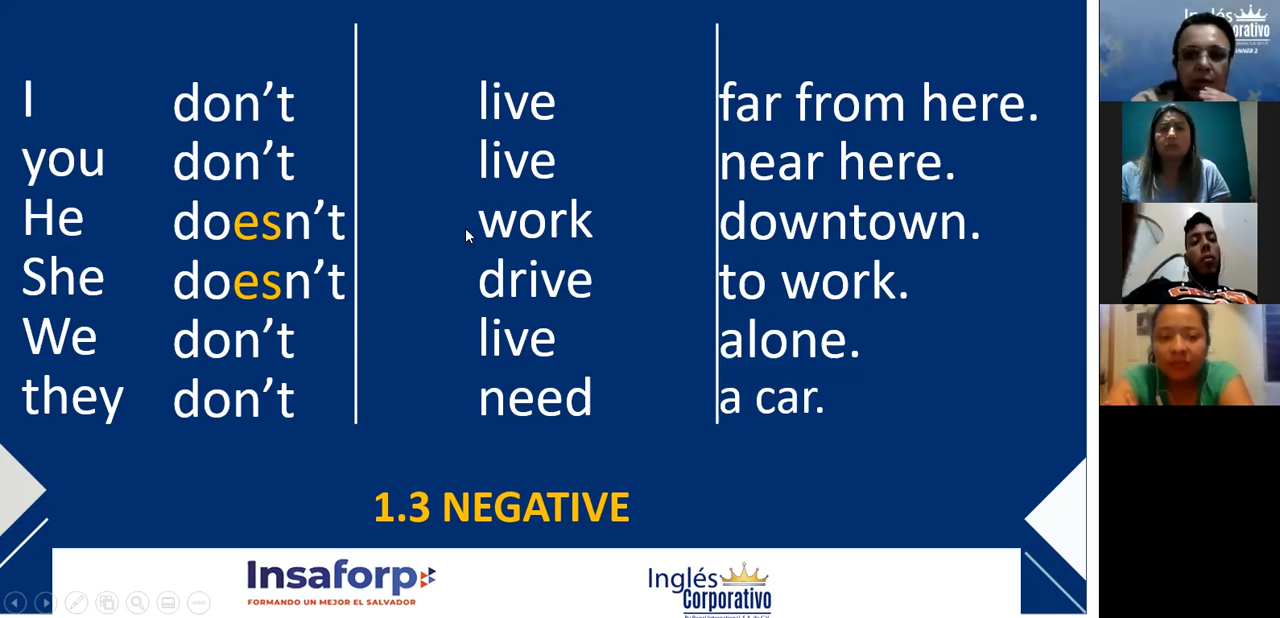 I don't live far from here.
you don't live near here.
He doesn't work downtown.
She doesn't drive to work.
We don't live alone.
they don't need a car.
1.3 NEGATIVE
Insaforp
FORMANDO UN MEJOR EL SALVADOR
Inglés
Corporativo
Inglés